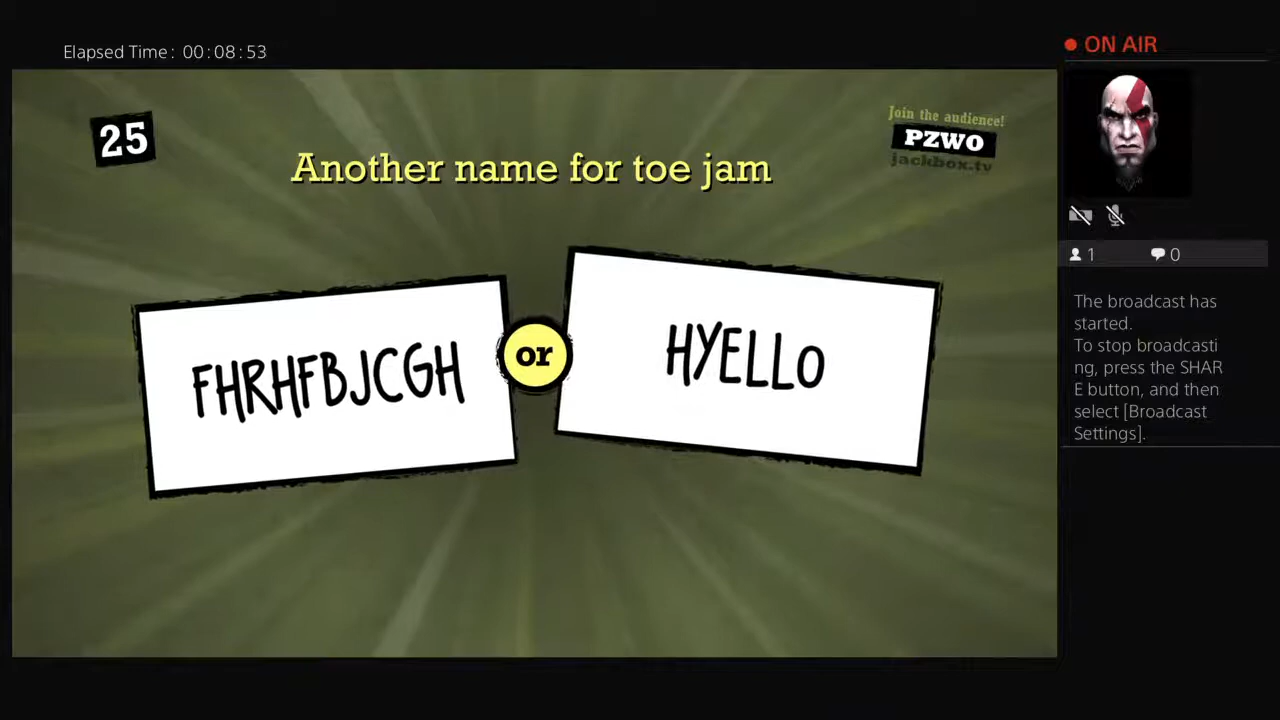 Elapsed Time: 00:08:53
ON AIR
25
Join the audience!
PZWO
jackbox.tv
Another name for toe jam
FHRHFBJCGH
or
HYELLO
1
0
The broadcast has
started.
To stop broadcasti
ng, press the SHAR
E button, and then
select [Broadcast
Settings].